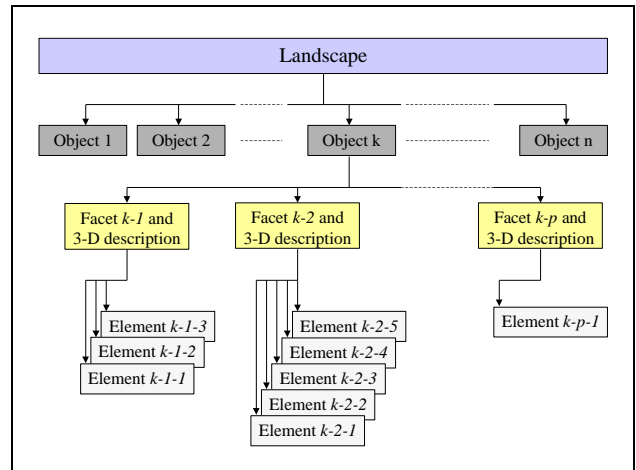 Landscape
Object 1
Object 2
Object k
Object n
Facet k-1 and
3-D description
Facet k-2 and
3-D description
Facet k-p and
3-D description
Element k-1-3
Element k-1-2
Element k-1-1
Element k-2-5
Element k-2-4
Element k-2-3
Element k-2-2
Element k-2-1
Element k-p-1